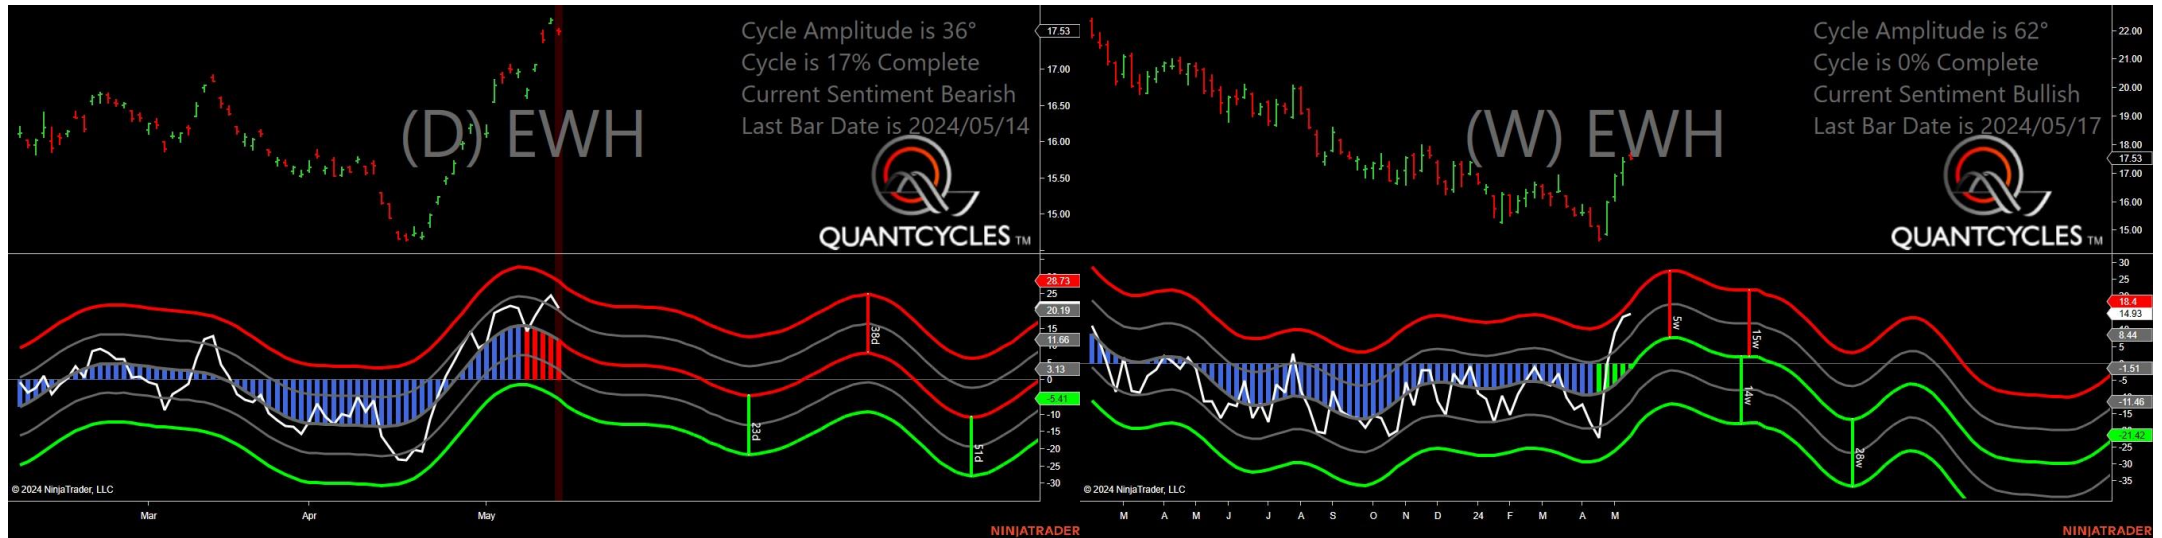 Cycle Amplitude is 36°
Cycle is 17% Complete
Current Sentiment Bearish
Last Bar Date is 2024/05/14
(D) EWH
QUANTCYCLES TM
17.53
17.00
16.50
16.00
15.50
15.00
28.73
25
20.19
15
11.66
5
3.13
0
-5.41
-10
-15
-20
-25
-30
38d
23d
51d
© 2024 NinjaTrader, LLC
Mar
Apr
May
NINJATRADER
Cycle Amplitude is 62°
Cycle is 0% Complete
Current Sentiment Bullish
Last Bar Date is 2024/05/17
(W) EWH
QUANTCYCLES TM
22.00
21.00
20.00
19.00
18.00
17.53
17.00
16.00
15.00
30
25
18.4
14.93
8.44
5
-1.51
-5
-11.46
-15
-21.42
-25
-30
-35
5w
15w
14w
28w
© 2024 NinjaTrader, LLC
M A M J J A S O N D 24 F M A M
NINJATRADER